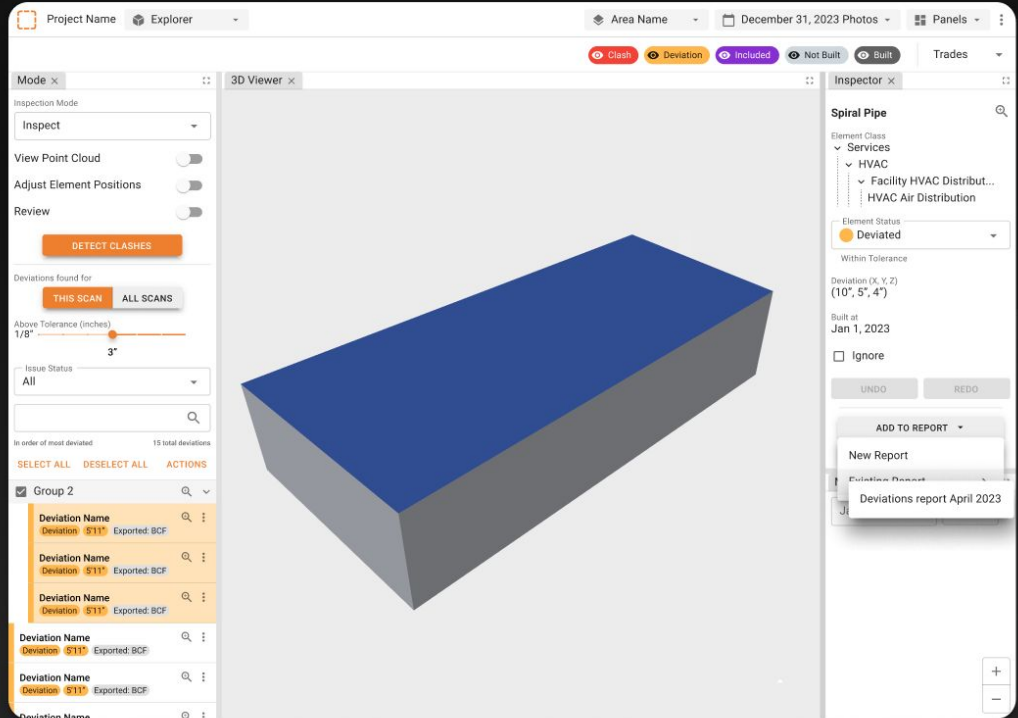 Project Name
Explorer
Area Name
December 31, 2023 Photos
Panels
Clash
Deviation
Included
Not Built
Built
Trades
Mode
Inspection Mode
Inspect
View Point Cloud
Adjust Element Positions
Review
DETECT CLASHES
Deviations found for
THIS SCAN
ALL SCANS
Above Tolerance (inches)
1/8"
3"
Issue Status
All
In order of most deviated
15 total deviations
SELECT ALL
DESELECT ALL
ACTIONS
Group 2
Deviation Name
Deviation 5'11" Exported: BCF
Deviation Name
Deviation 5'11" Exported: BCF
Deviation Name
Deviation 5'11" Exported: BCF
Deviation Name
Deviation 5'11" Exported: BCF
Deviation Name
Deviation 5'11" Exported: BCF
Deviation Name
3D Viewer
Inspector
Spiral Pipe
Element Class
Services
HVAC
Facility HVAC Distribut...
HVAC Air Distribution
Element Status
Deviated
Within Tolerance
Deviation (X, Y, Z)
(10", 5", 4")
Built at
Jan 1, 2023
Ignore
UNDO
REDO
ADD TO REPORT
New Report
Existing Report
Deviations report April 2023